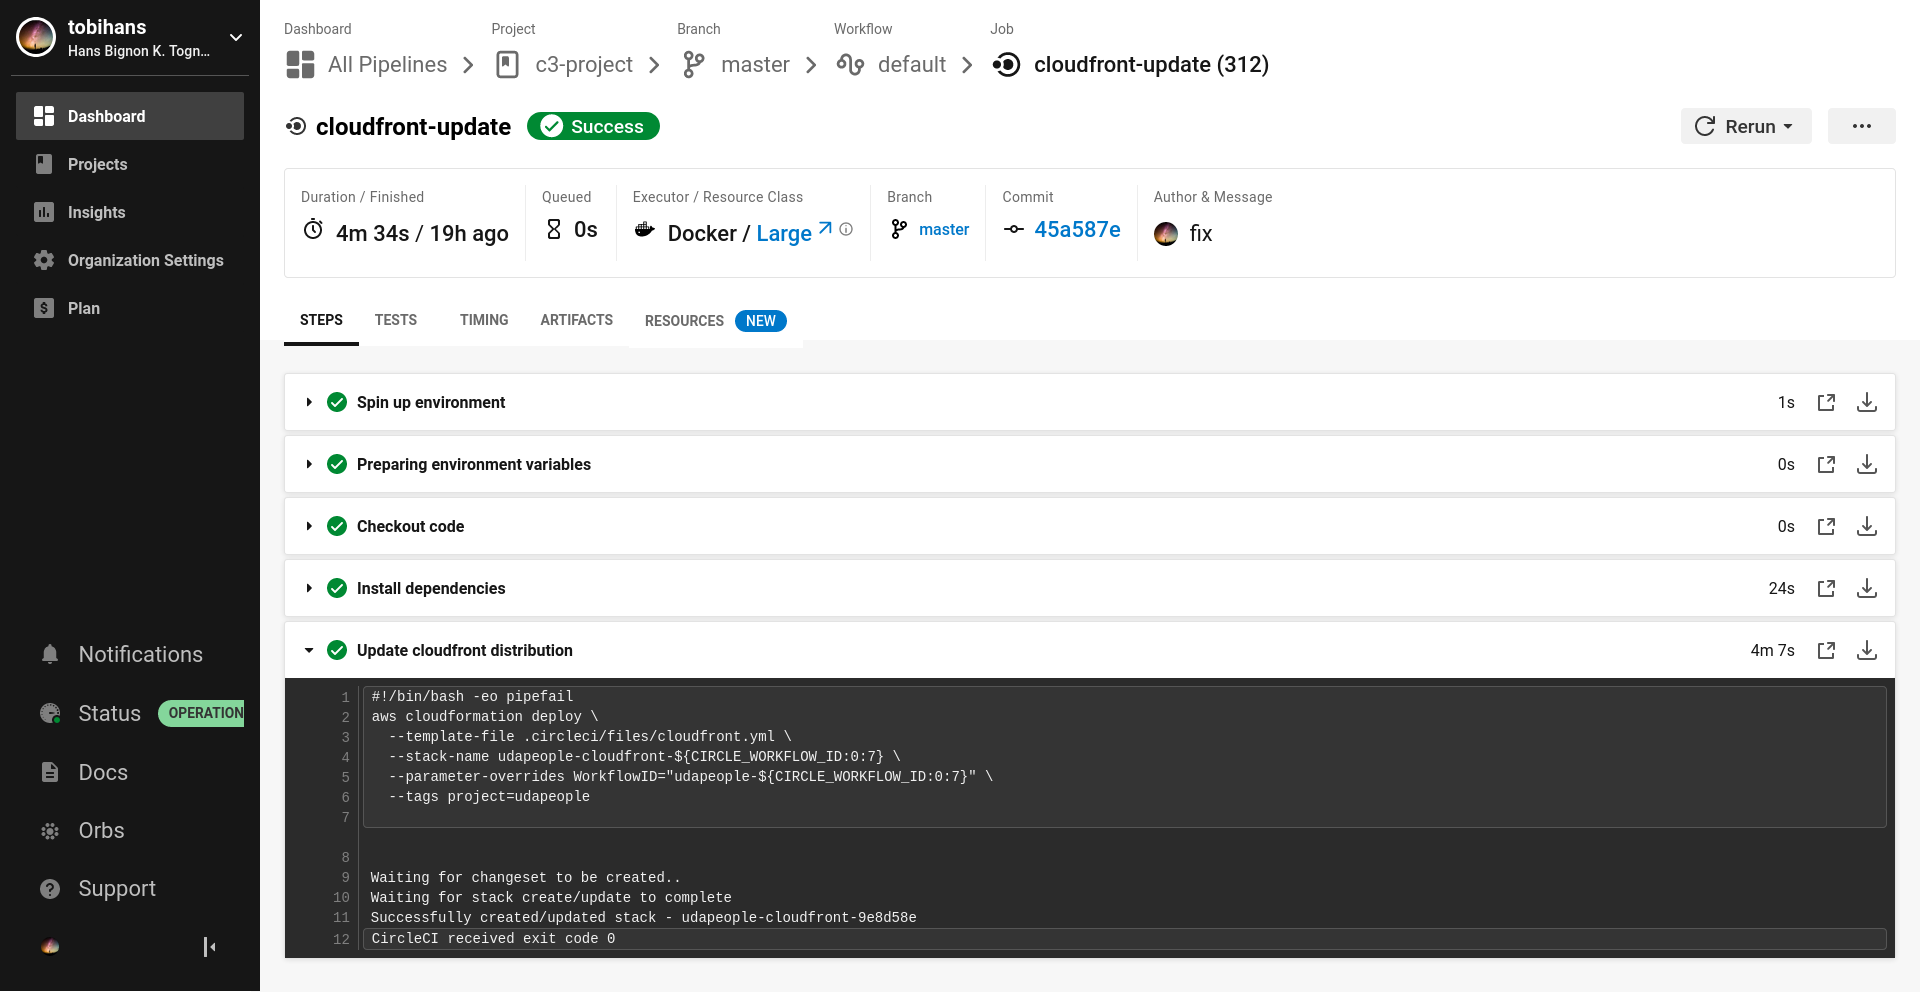 tobihans
Hans Bignon K. Togn...
Dashboard
Projects
Insights
Organization Settings
Plan
Notifications
Status OPERATION
Docs
Orbs
Support
Dashboard Project Branch Workflow Job
All Pipelines c3-project master default cloudfront-update (312)
cloudfront-update Success Rerun
Duration / Finished Queued Executor / Resource Class Branch Commit Author & Message
4m 34s / 19h ago 0s Docker / Large master 45a587e fix
STEPS TESTS TIMING ARTIFACTS RESOURCES NEW
Spin up environment 1s
Preparing environment variables 0s
Checkout code 0s
Install dependencies 24s
Update cloudfront distribution 4m 7s
1 #!/bin/bash -eo pipefail
2 aws cloudformation deploy \
3 --template-file .circleci/files/cloudfront.yml \
4 --stack-name udapeople-cloudfront-${CIRCLE_WORKFLOW_ID:0:7} \
5 --parameter-overrides WorkflowID="udapeople-${CIRCLE_WORKFLOW_ID:0:7}" \
6 --tags project=udapeople
7
8
9 Waiting for changeset to be created..
10 Waiting for stack create/update to complete
11 Successfully created/updated stack - udapeople-cloudfront-9e8d58e
12 CircleCI received exit code 0